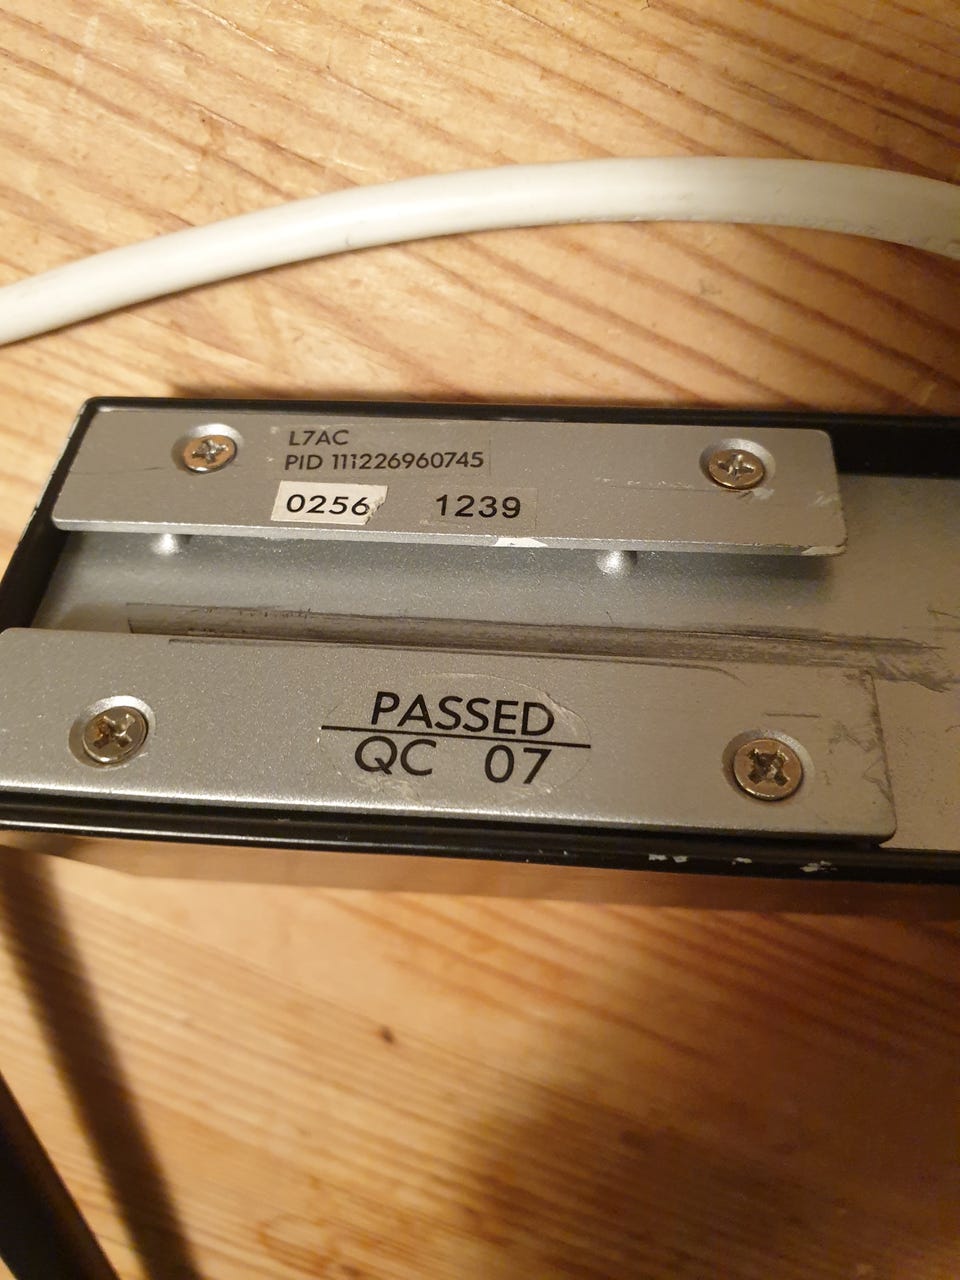 L7AC
PID 111226960745
0256 1239
PASSED
QC 07